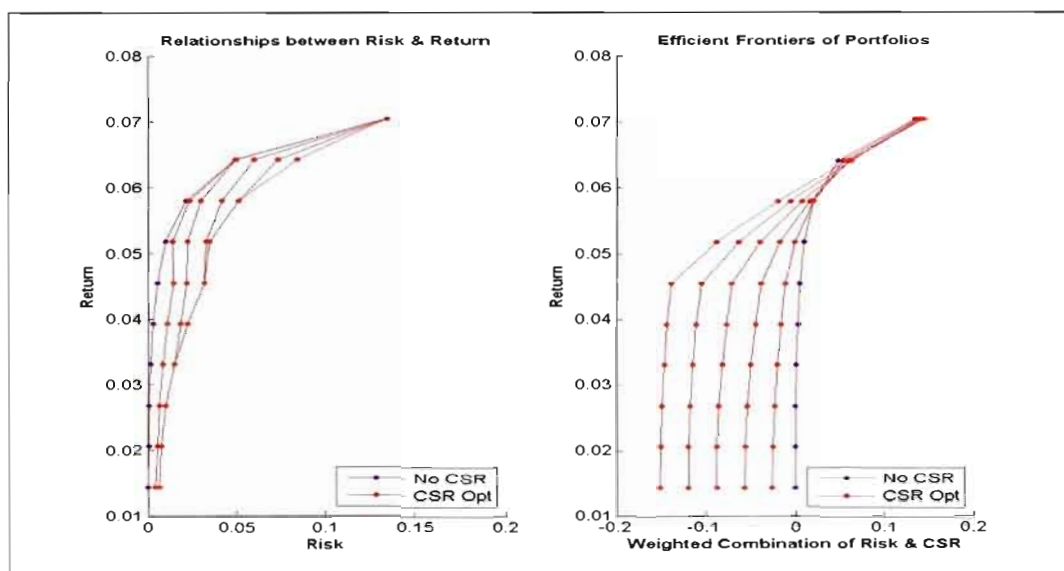 Relationships between Risk & Return
0.08
0.07
0.06
0.05
0.04
0.03
0.02
0.01
Return
0
0.05
0.1
0.15
0.2
Risk
No CSR
CSR Opt
Efficient Frontiers of Portfolios
0.08
0.07
0.06
0.05
0.04
0.03
0.02
0.01
Return
-0.2
-0.1
0
0.1
0.2
Weighted Combination of Risk & CSR
No CSR
CSR Opt